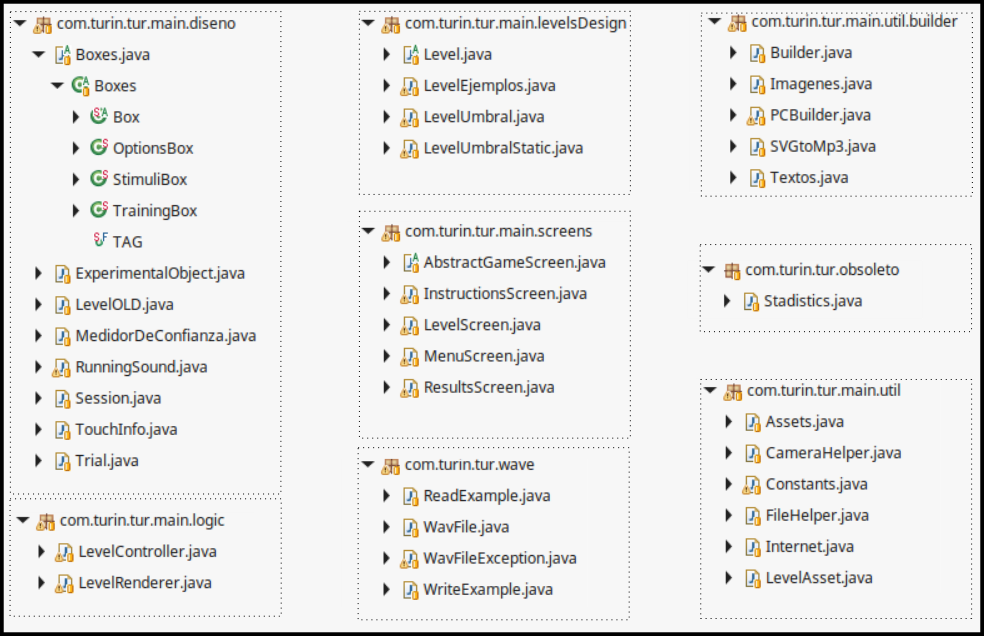 com.turin.tur.main.diseno
Boxes.java
Boxes
Box
OptionsBox
StimuliBox
TrainingBox
TAG
ExperimentalObject.java
LevelOLD.java
MedidorDeConfianza.java
RunningSound.java
Session.java
TouchInfo.java
Trial.java
com.turin.tur.main.logic
LevelController.java
LevelRenderer.java
com.turin.tur.main.levelsDesign
Level.java
LevelEjemplos.java
LevelUmbral.java
LevelUmbralStatic.java
com.turin.tur.main.screens
AbstractGameScreen.java
InstructionsScreen.java
LevelScreen.java
MenuScreen.java
ResultsScreen.java
com.turin.tur.wave
ReadExample.java
WavFile.java
WavFileException.java
WriteExample.java
com.turin.tur.main.util.builder
Builder.java
Imagenes.java
PCBuilder.java
SVGtoMp3.java
Textos.java
com.turin.tur.obsoleto
Stadistics.java
com.turin.tur.main.util
Assets.java
CameraHelper.java
Constants.java
FileHelper.java
Internet.java
LevelAsset.java